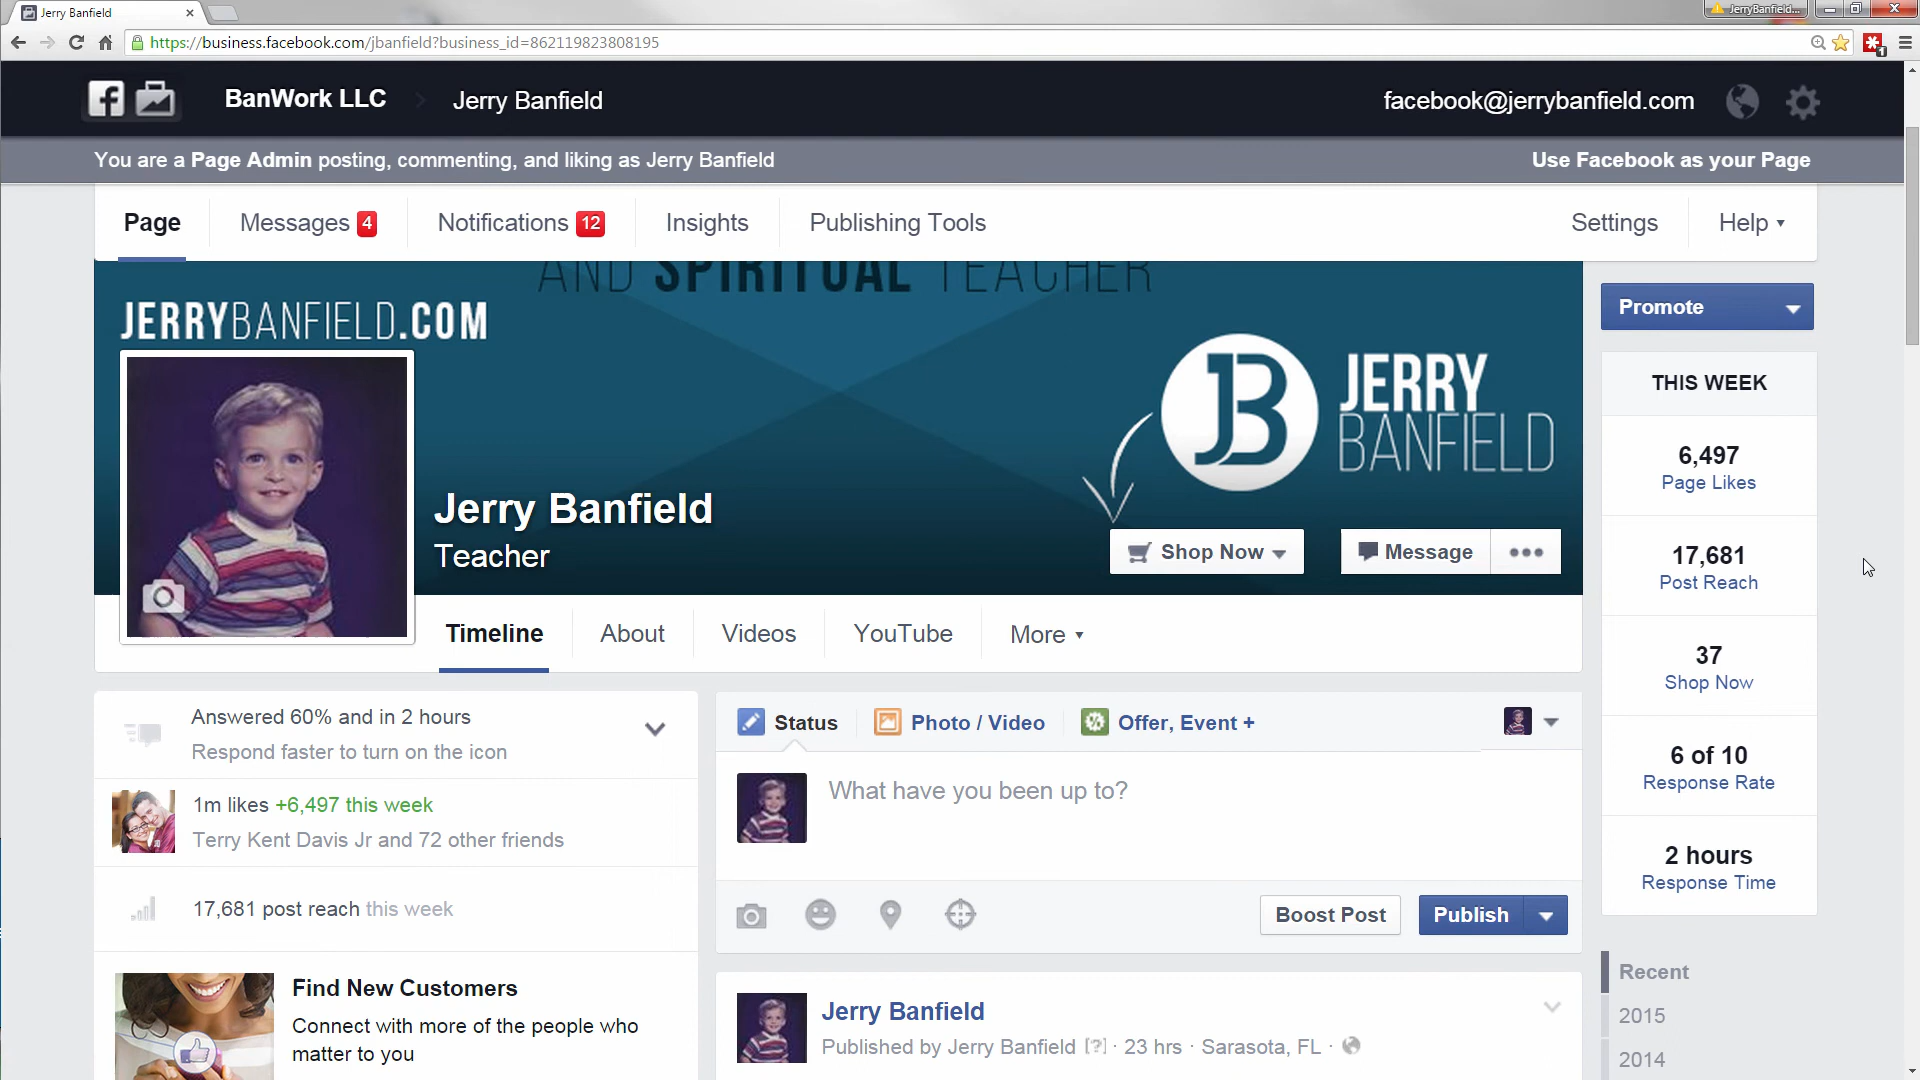 Jerry Banfield
JerryBanfield...
https://business.facebook.com/jbanfield?business_id=862119823808195
1
BanWork LLC
Jerry Banfield
facebook@jerrybanfield.com
You are a Page Admin posting, commenting, and liking as Jerry Banfield
Use Facebook as your Page
Page
Messages 4
Notifications 12
Insights
Publishing Tools
Settings
Help
AND SPIRITUAL TEACHER
JERRYBANFIELD.COM
JB
JERRY
BANFIELD
Jerry Banfield
Teacher
Shop Now
Message
Promote
THIS WEEK
6,497
Page Likes
17,681
Post Reach
37
Shop Now
6 of 10
Response Rate
2 hours
Response Time
Timeline
About
Videos
YouTube
More
Answered 60% and in 2 hours
Respond faster to turn on the icon
1m likes +6,497 this week
Terry Kent Davis Jr and 72 other friends
17,681 post reach this week
Find New Customers
Connect with more of the people who
matter to you
Status
Photo / Video
Offer, Event +
What have you been up to?
Boost Post
Publish
Jerry Banfield
Published by Jerry Banfield [?] · 23 hrs · Sarasota, FL ·
Recent
2015
2014